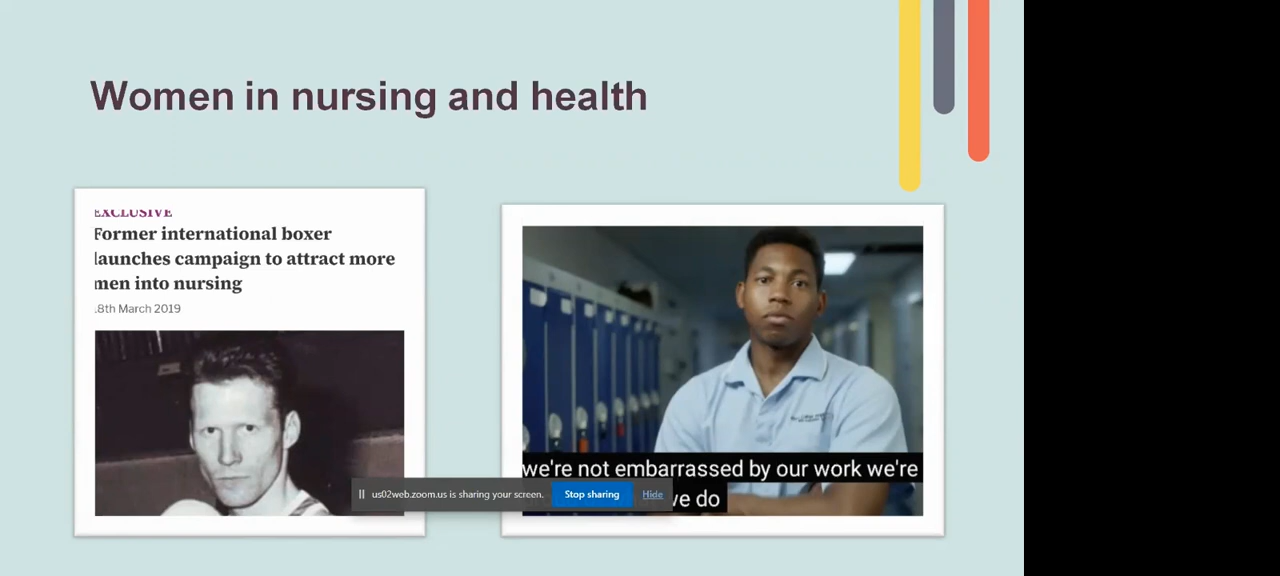 Women in nursing and health
EXCLUSIVE
Former international boxer
launches campaign to attract more
men into nursing
8th March 2019
we're not embarrassed by our work we're
we do
us02web.zoom.us is sharing your screen.
Stop sharing
Hide